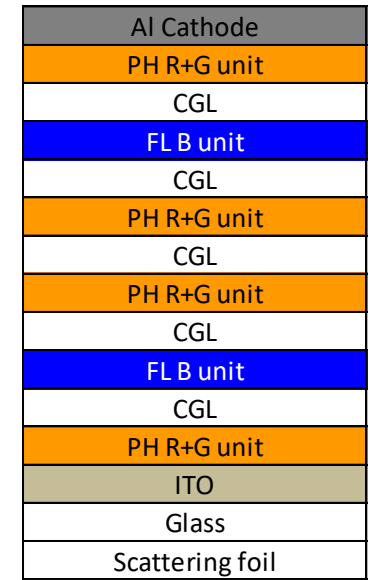 Al Cathode
PH R+G unit
CGL
FL B unit
CGL
PH R+G unit
CGL
PH R+G unit
CGL
FL B unit
CGL
PH R+G unit
ITO
Glass
Scattering foil